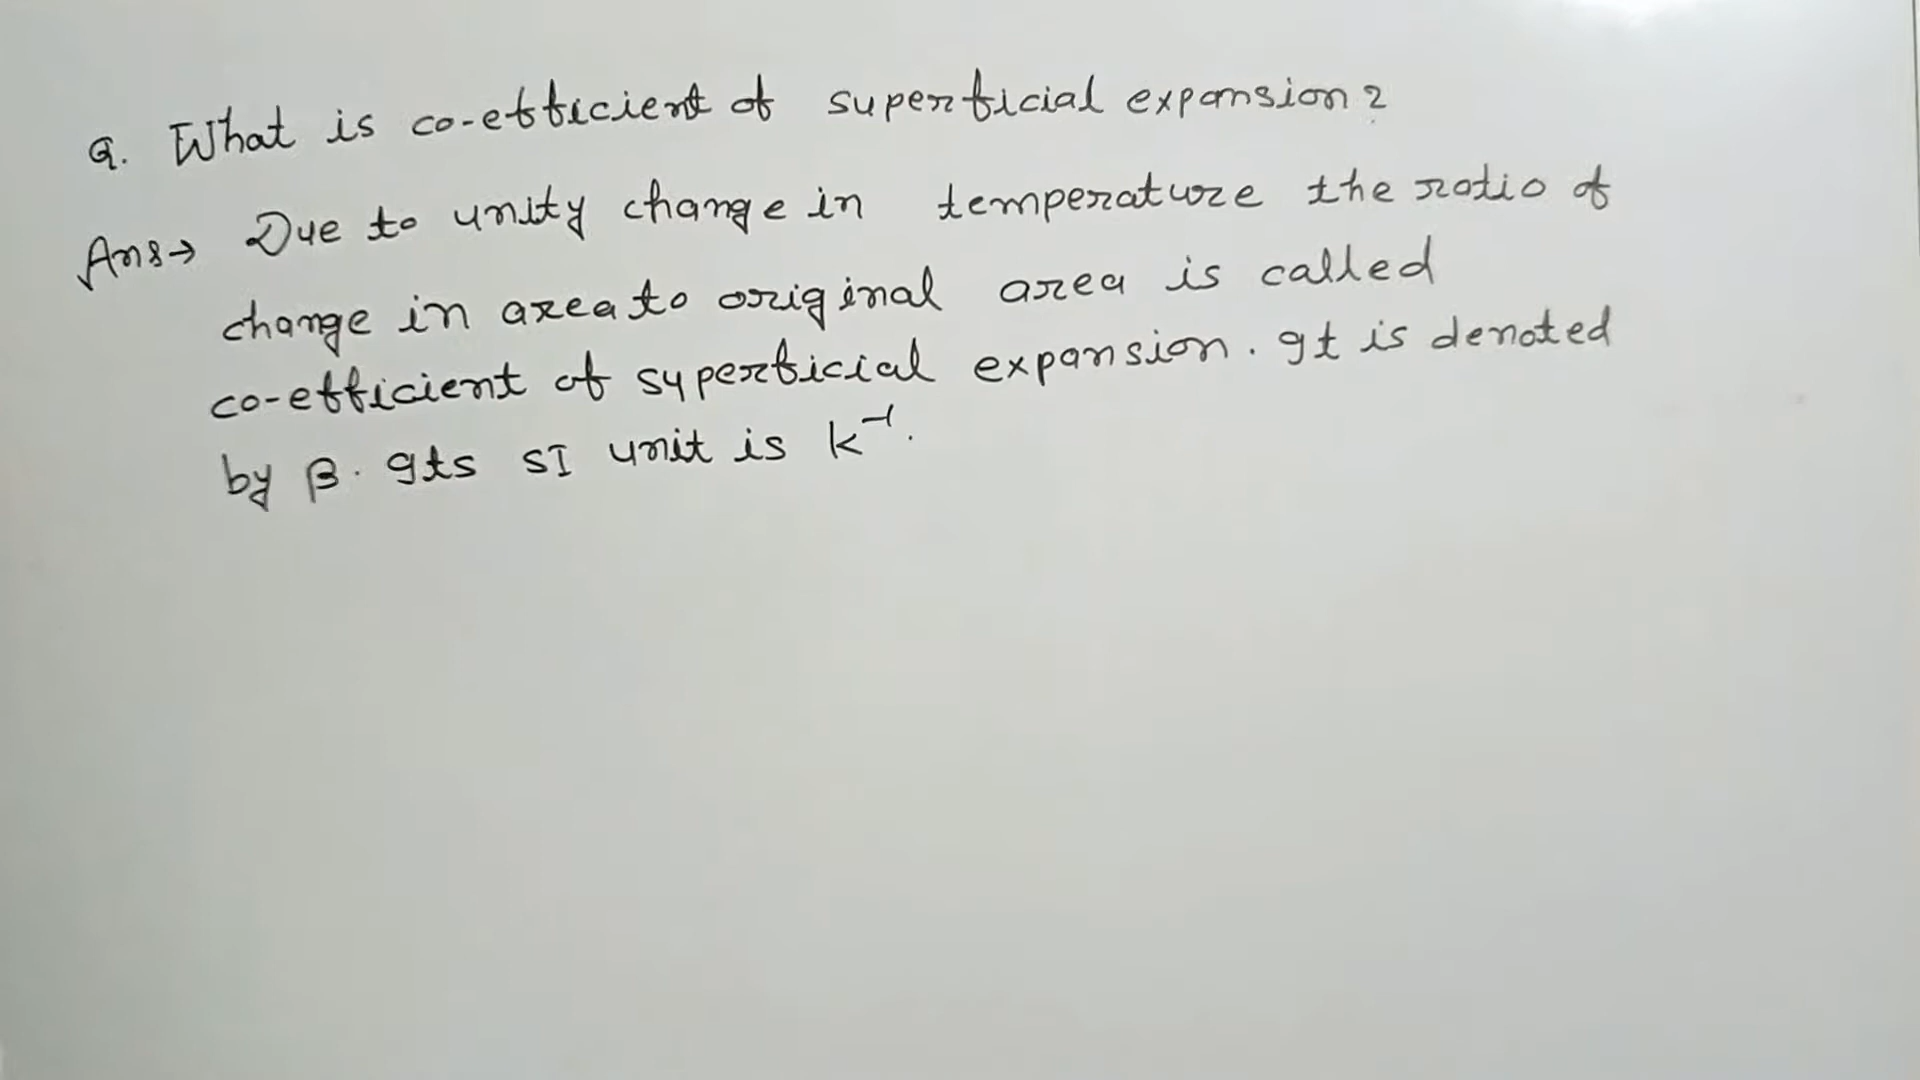 Q. What is co-efficient of superficial expansion?
Ans→ Due to unity change in temperature the ratio of
change in area to original area is called
co-efficient of superficial expansion. It is denoted
by β. Its SI unit is K⁻¹.